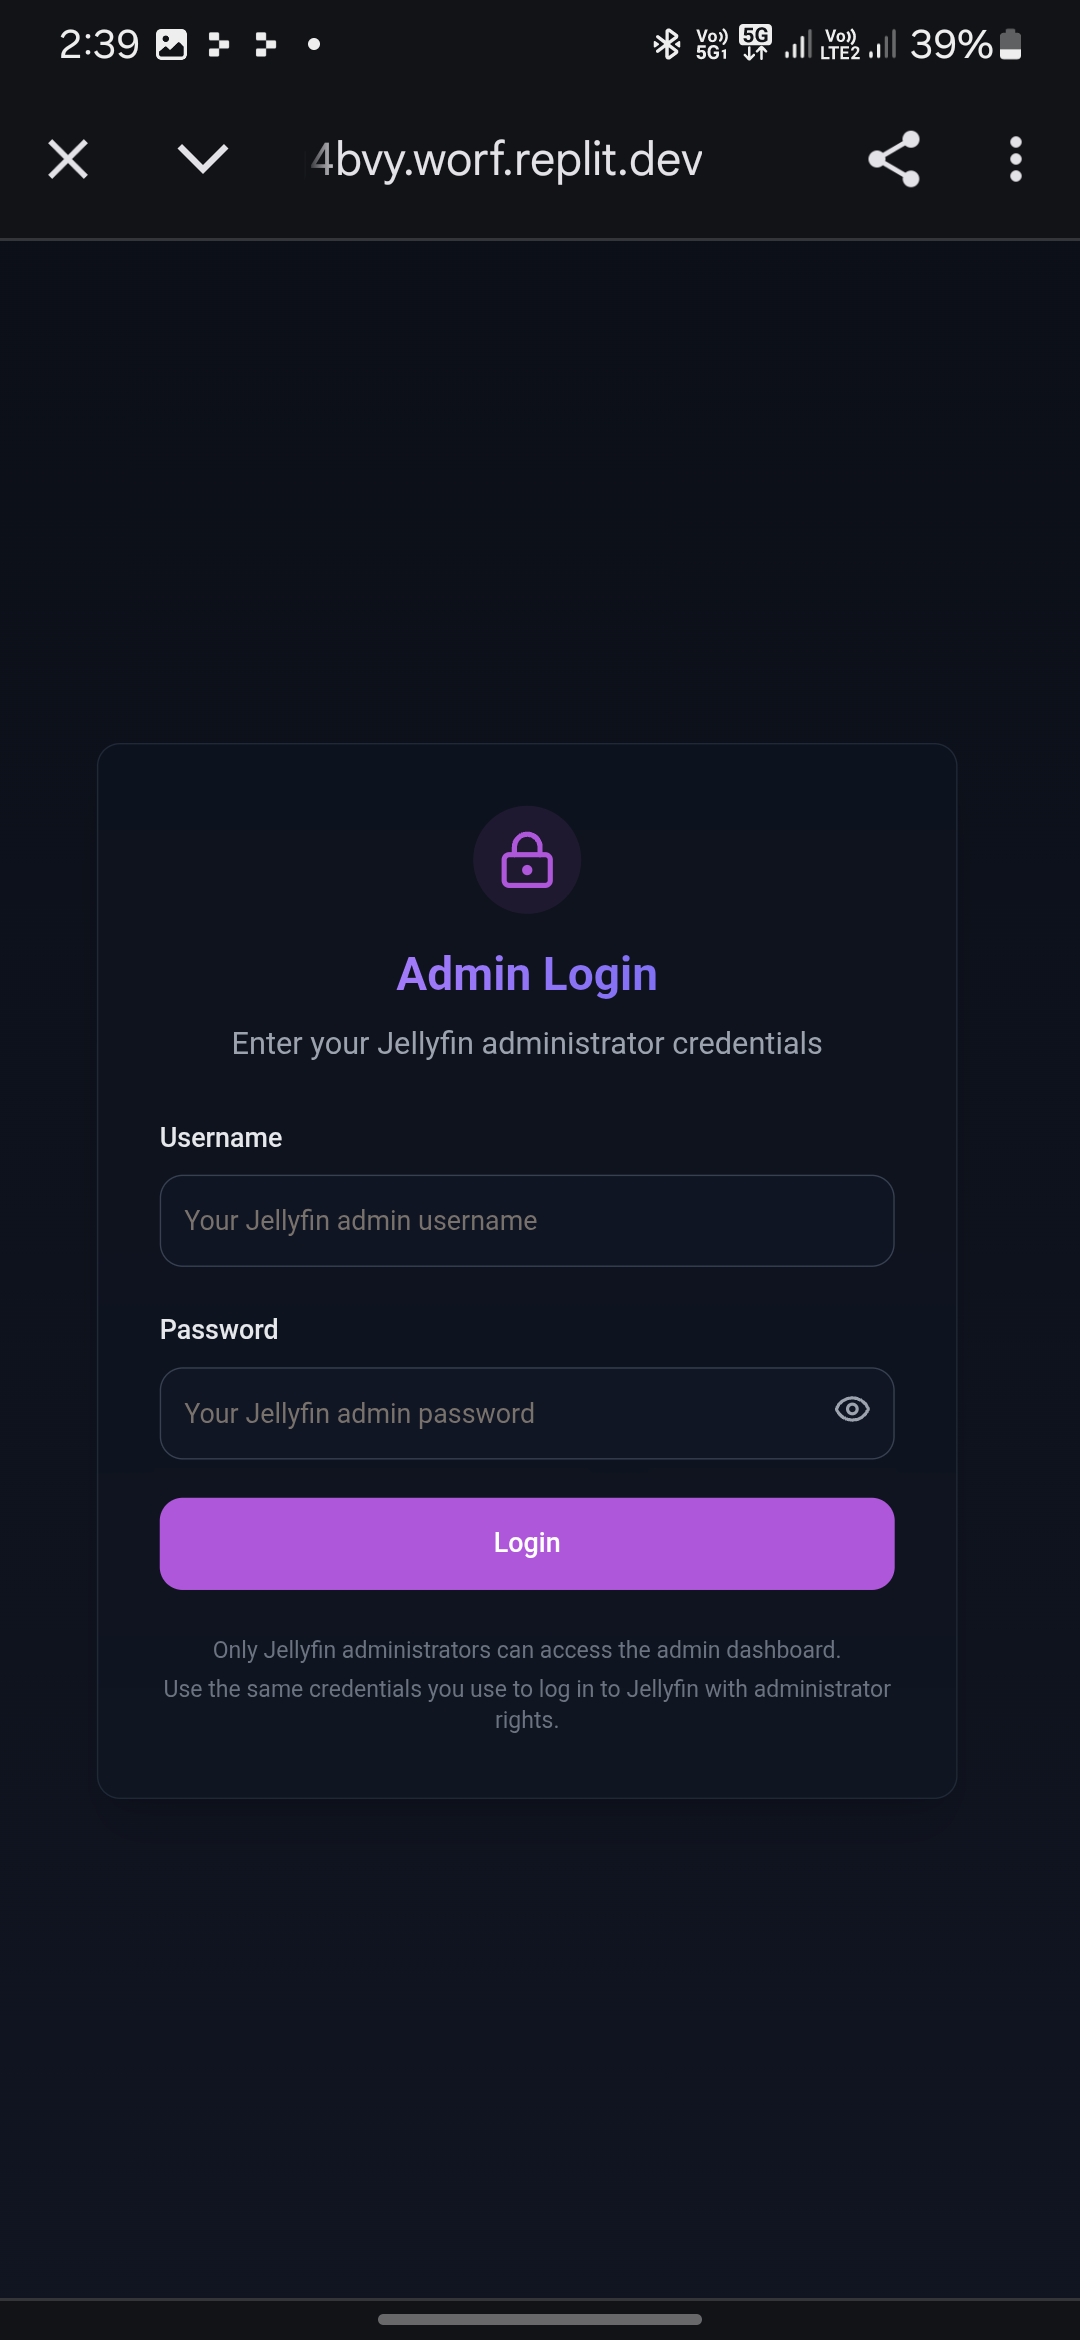 2:39
Vo)) 5G1
5G
Vo)) LTE2
39%
4bvy.worf.replit.dev
Admin Login
Enter your Jellyfin administrator credentials
Username
Your Jellyfin admin username
Password
Your Jellyfin admin password
Login
Only Jellyfin administrators can access the admin dashboard.
Use the same credentials you use to log in to Jellyfin with administrator
rights.